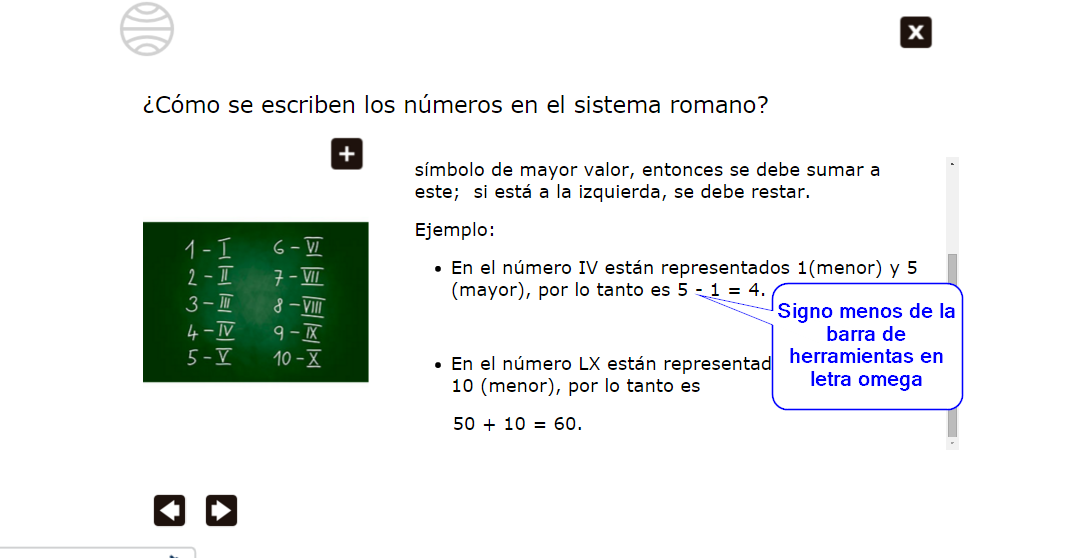 X
¿Cómo se escriben los números en el sistema romano?
+
símbolo de mayor valor, entonces se debe sumar a
este;  si está a la izquierda, se debe restar.
Ejemplo:
• En el número IV están representados 1(menor) y 5
(mayor), por lo tanto es 5 - 1 = 4.
Signo menos de la
barra de
herramientas en
letra omega
• En el número LX están
10 (menor), por lo tanto es
50 + 10 = 60.
1 - I
2 - II
3 - III
4 - IV
5 - V
6 - VI
7 - VII
8 - VIII
9 - IX
10 - X